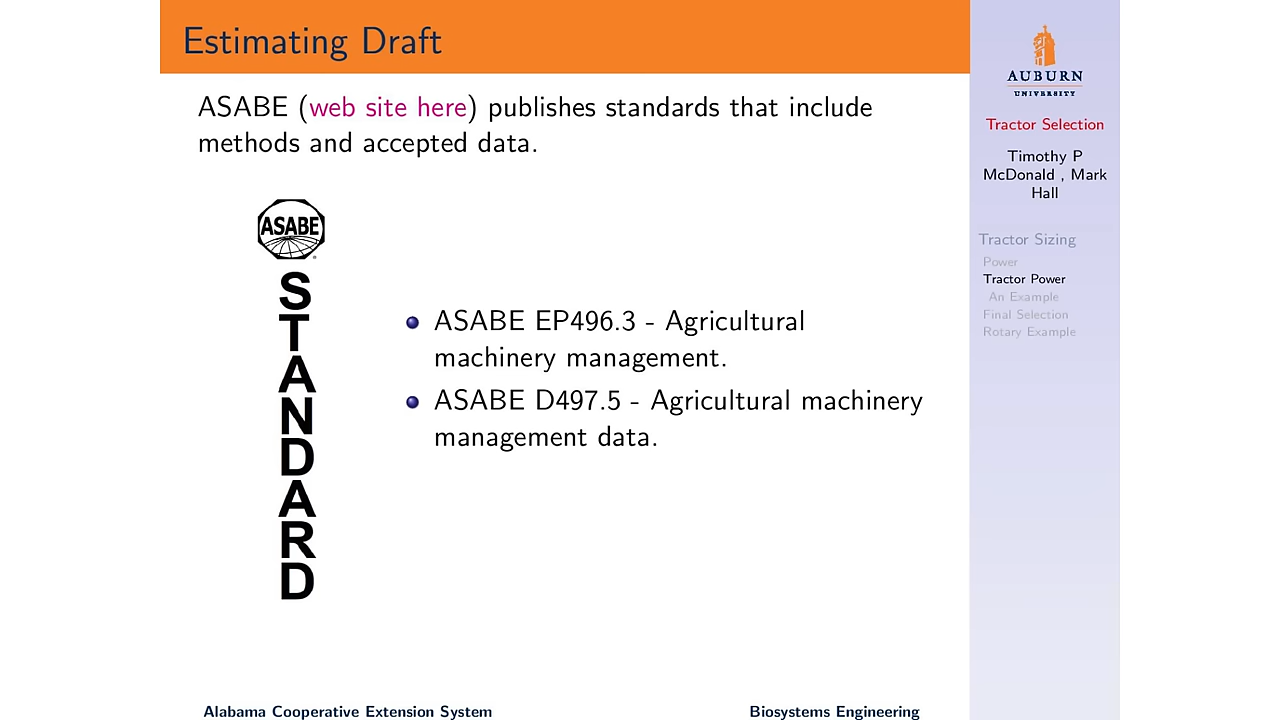 Estimating Draft
ASABE (web site here) publishes standards that include
methods and accepted data.
ASABE
S
T
A
N
D
A
R
D
ASABE EP496.3 - Agricultural
machinery management.
ASABE D497.5 - Agricultural machinery
management data.
AUBURN
UNIVERSITY
Tractor Selection
Timothy P
McDonald , Mark
Hall
Tractor Sizing
Power
Tractor Power
An Example
Final Selection
Rotary Example
Alabama Cooperative Extension System
Biosystems Engineering